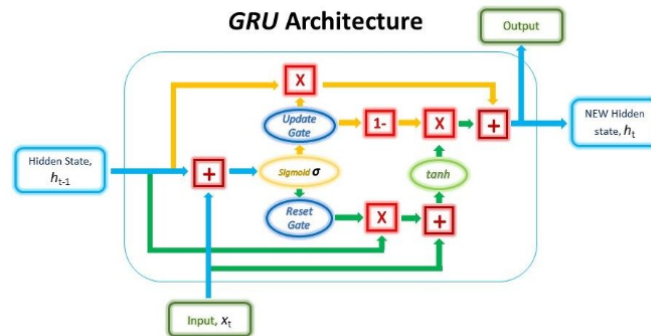 GRU Architecture
Output
X
Update
Gate
1-
X
+
NEW Hidden
state, hₜ
Hidden State,
hₜ₋₁
+
Sigmoid σ
tanh
Reset
Gate
X
+
Input, xₜ